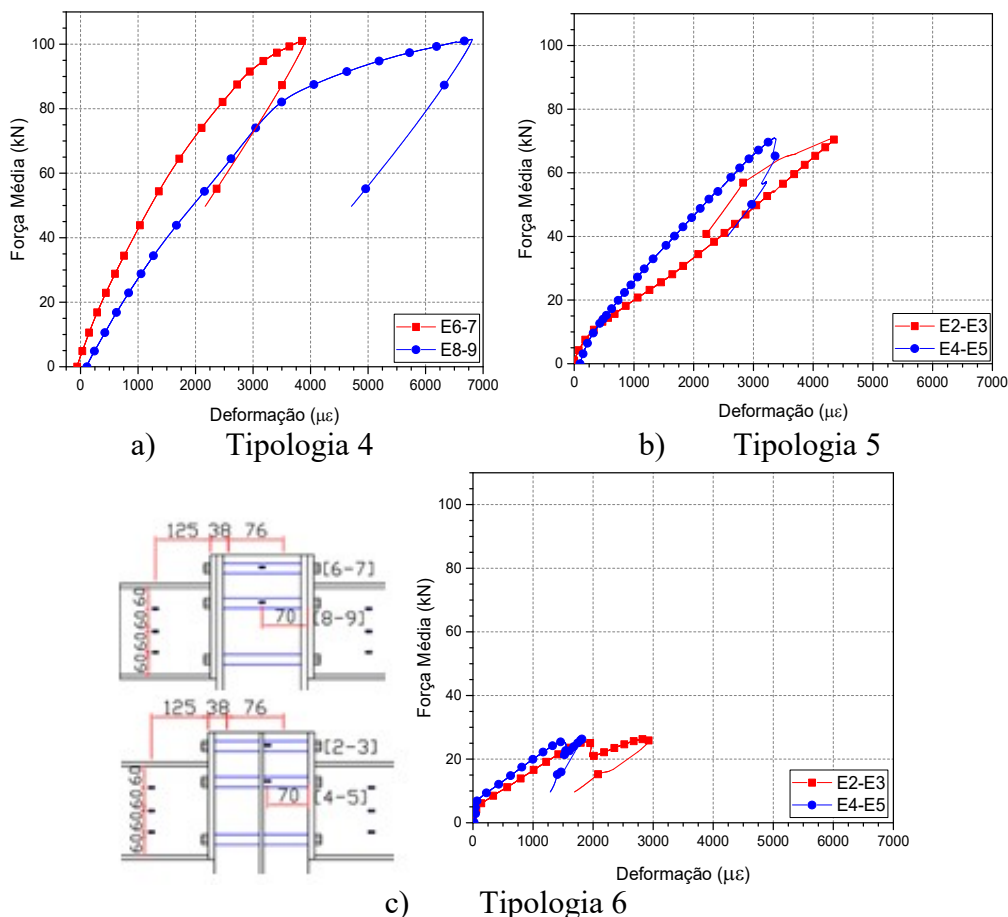 Força Média (kN)
100
80
60
40
20
0
0 1000 2000 3000 4000 5000 6000 7000
Deformação (με)
E6-7
E8-9
a) Tipologia 4
Força Média (kN)
100
80
60
40
20
0
0 1000 2000 3000 4000 5000 6000 7000
Deformação (με)
E2-E3
E4-E5
b) Tipologia 5
125 38 76
[6-7]
60 60 60 60
70 [8-9]
125 38 76
[2-3]
60 60 60 60
70 [4-5]
Força Média (kN)
100
80
60
40
20
0
0 1000 2000 3000 4000 5000 6000 7000
Deformação (με)
E2-E3
E4-E5
c) Tipologia 6